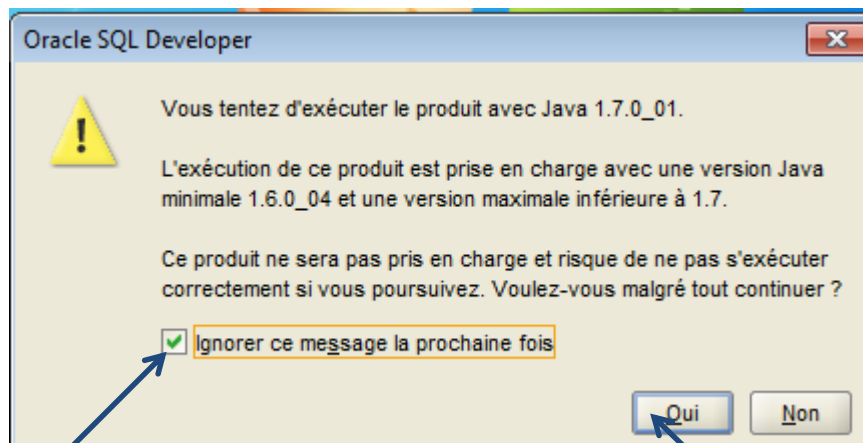 Oracle SQL Developer
Vous tentez d'exécuter le produit avec Java 1.7.0_01.
L'exécution de ce produit est prise en charge avec une version Java
minimale 1.6.0_04 et une version maximale inférieure à 1.7.
Ce produit ne sera pas pris en charge et risque de ne pas s'exécuter
correctement si vous poursuivez. Voulez-vous malgré tout continuer ?
Ignorer ce message la prochaine fois
Oui Non